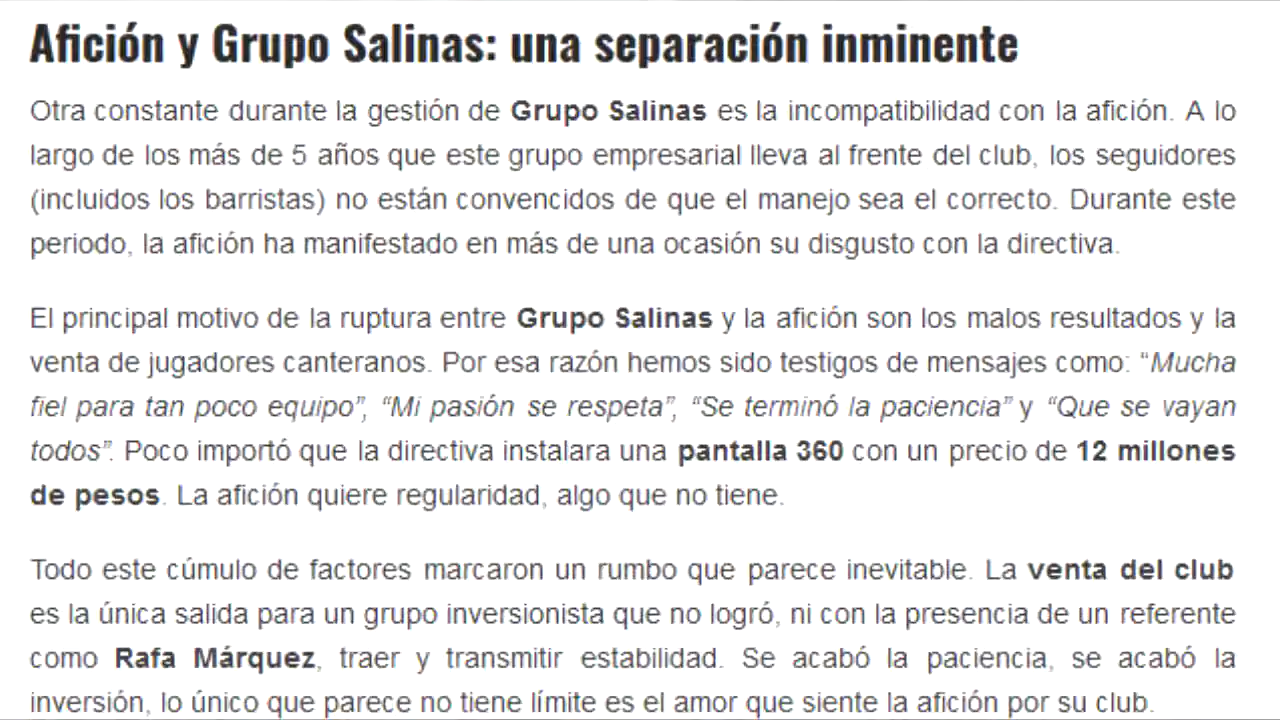 Afición y Grupo Salinas: una separación inminente
Otra constante durante la gestión de Grupo Salinas es la incompatibilidad con la afición. A lo
largo de los más de 5 años que este grupo empresarial lleva al frente del club, los seguidores
(incluidos los barristas) no están convencidos de que el manejo sea el correcto. Durante este
periodo, la afición ha manifestado en más de una ocasión su disgusto con la directiva.
El principal motivo de la ruptura entre Grupo Salinas y la afición son los malos resultados y la
venta de jugadores canteranos. Por esa razón hemos sido testigos de mensajes como: “Mucha
fiel para tan poco equipo”, “Mi pasión se respeta”, “Se terminó la paciencia” y “Que se vayan
todos”. Poco importó que la directiva instalara una pantalla 360 con un precio de 12 millones
de pesos. La afición quiere regularidad, algo que no tiene.
Todo este cúmulo de factores marcaron un rumbo que parece inevitable. La venta del club
es la única salida para un grupo inversionista que no logró, ni con la presencia de un referente
como Rafa Márquez, traer y transmitir estabilidad. Se acabó la paciencia, se acabó la
inversión, lo único que parece no tiene límite es el amor que siente la afición por su club.